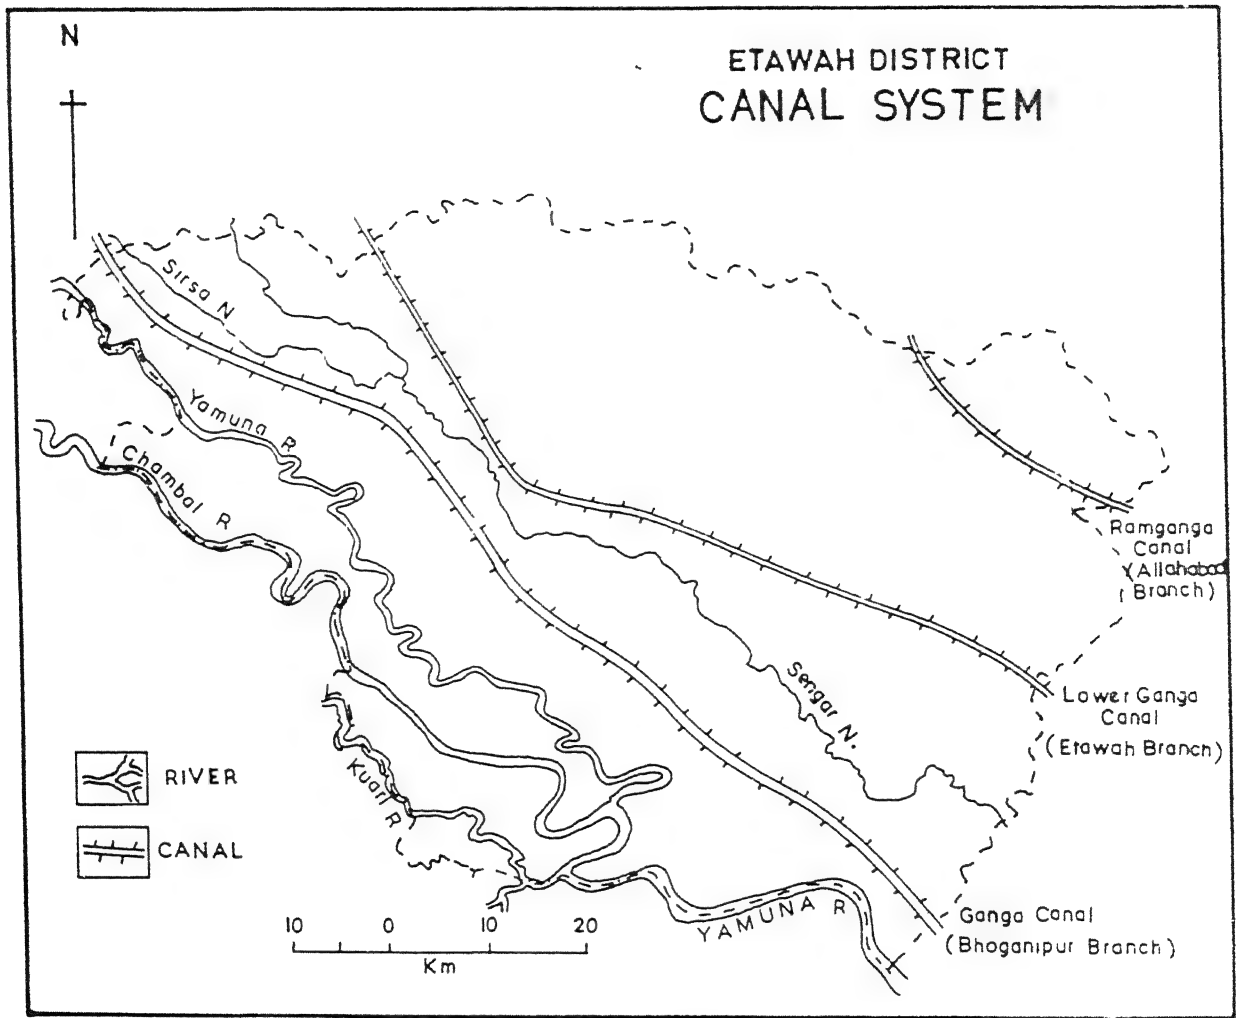 N
ETAWAH DISTRICT
CANAL SYSTEM
Sirsa N
Yamuna R
Chambal R
Ramganga
Canal
(Allahabad
Branch)
Sengar N.
Lower Ganga
Canal
(Etawah Branch)
Kuari R
RIVER
CANAL
YAMUNA R
Ganga Canal
(Bhoganipur Branch)
10 0 10 20
Km